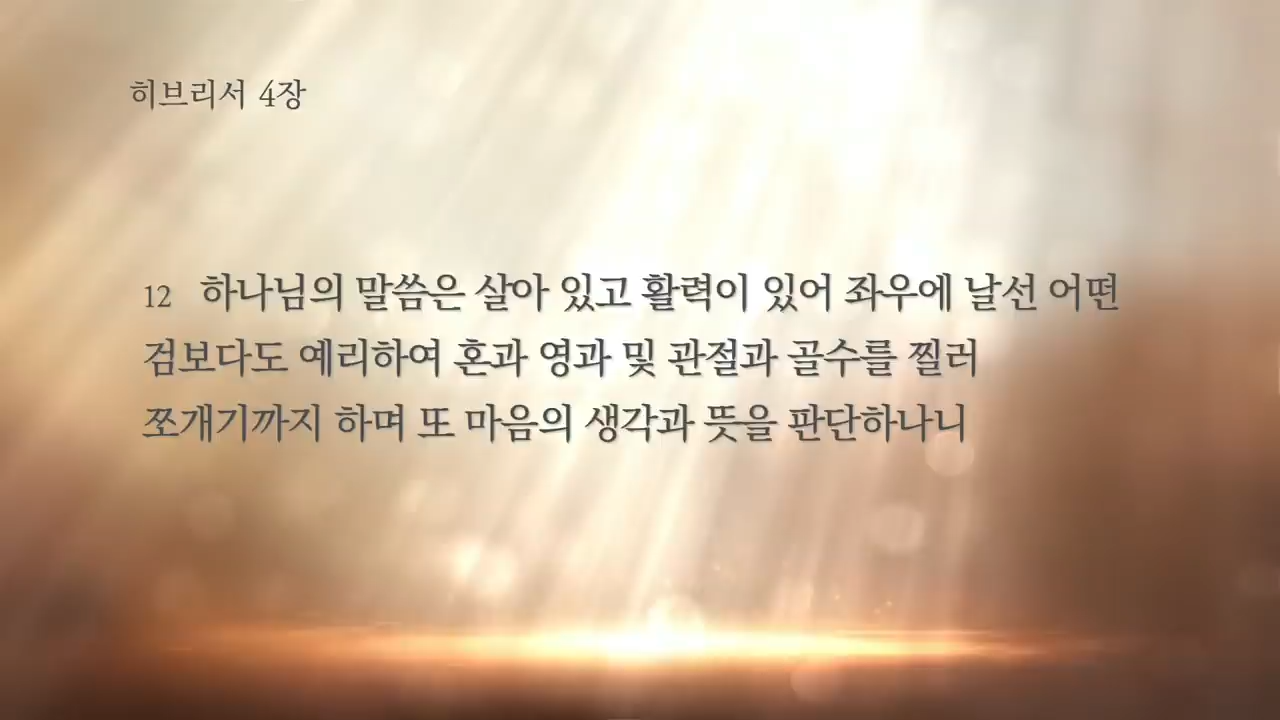 히브리서 4장
12 하나님의 말씀은 살아 있고 활력이 있어 좌우에 날선 어떤
검보다도 예리하여 혼과 영과 및 관절과 골수를 찔러
쪼개기까지 하며 또 마음의 생각과 뜻을 판단하나니